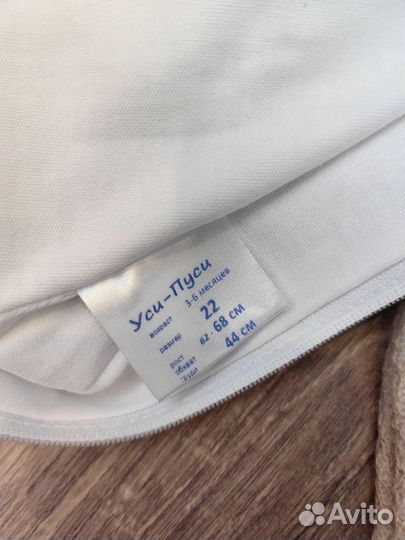 Уси-Пуси
возраст 3-6 месяцев
размер 22
рост 62-68 см
обхват груди 44 см
Avito